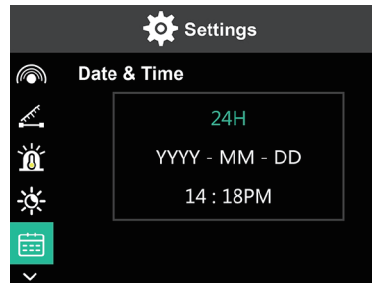 Settings
Date & Time
24H
YYYY - MM - DD
14 : 18PM